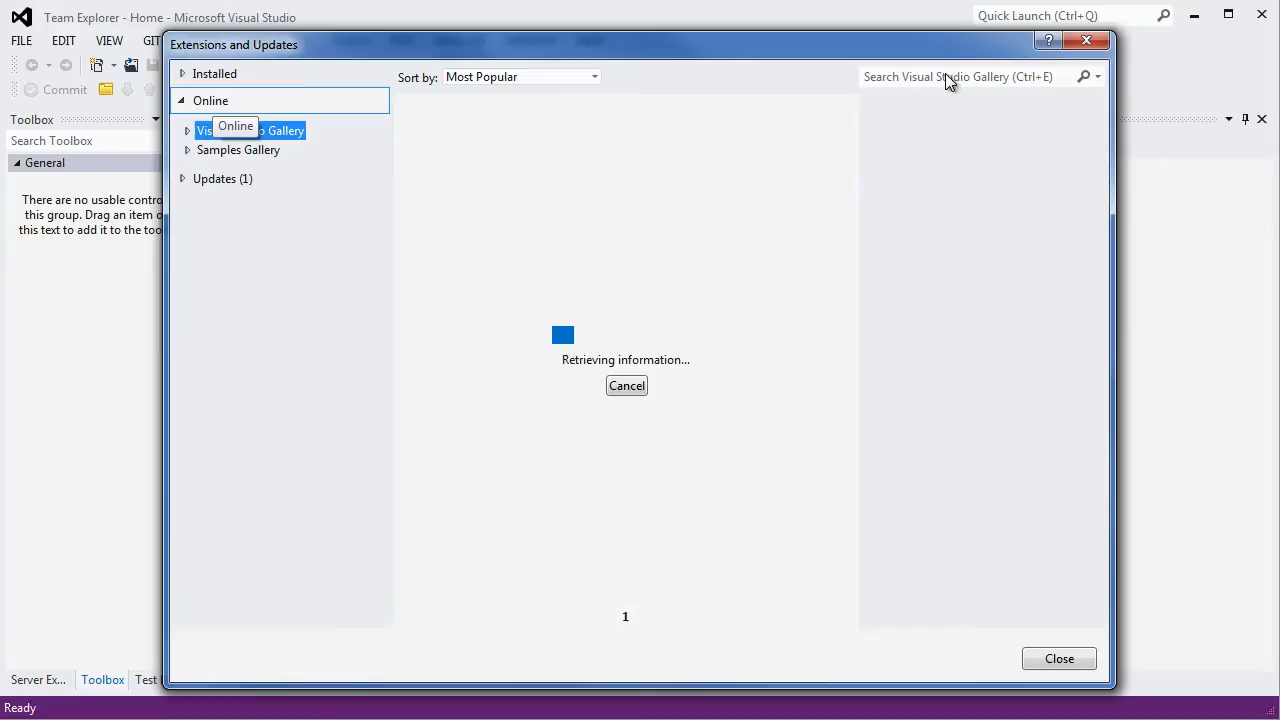 Team Explorer - Home - Microsoft Visual Studio
Quick Launch (Ctrl+Q)
FILE EDIT VIEW GIT
Extensions and Updates
?
Installed
Sort by: Most Popular
Search Visual Studio Gallery (Ctrl+E)
Commit
Online
Toolbox
Online
Search Toolbox
Gallery
Samples Gallery
General
Updates (1)
There are no usable contro
this group. Drag an item o
this text to add it to the too
Retrieving information...
Cancel
1
Close
Server Ex... Toolbox Test
Ready